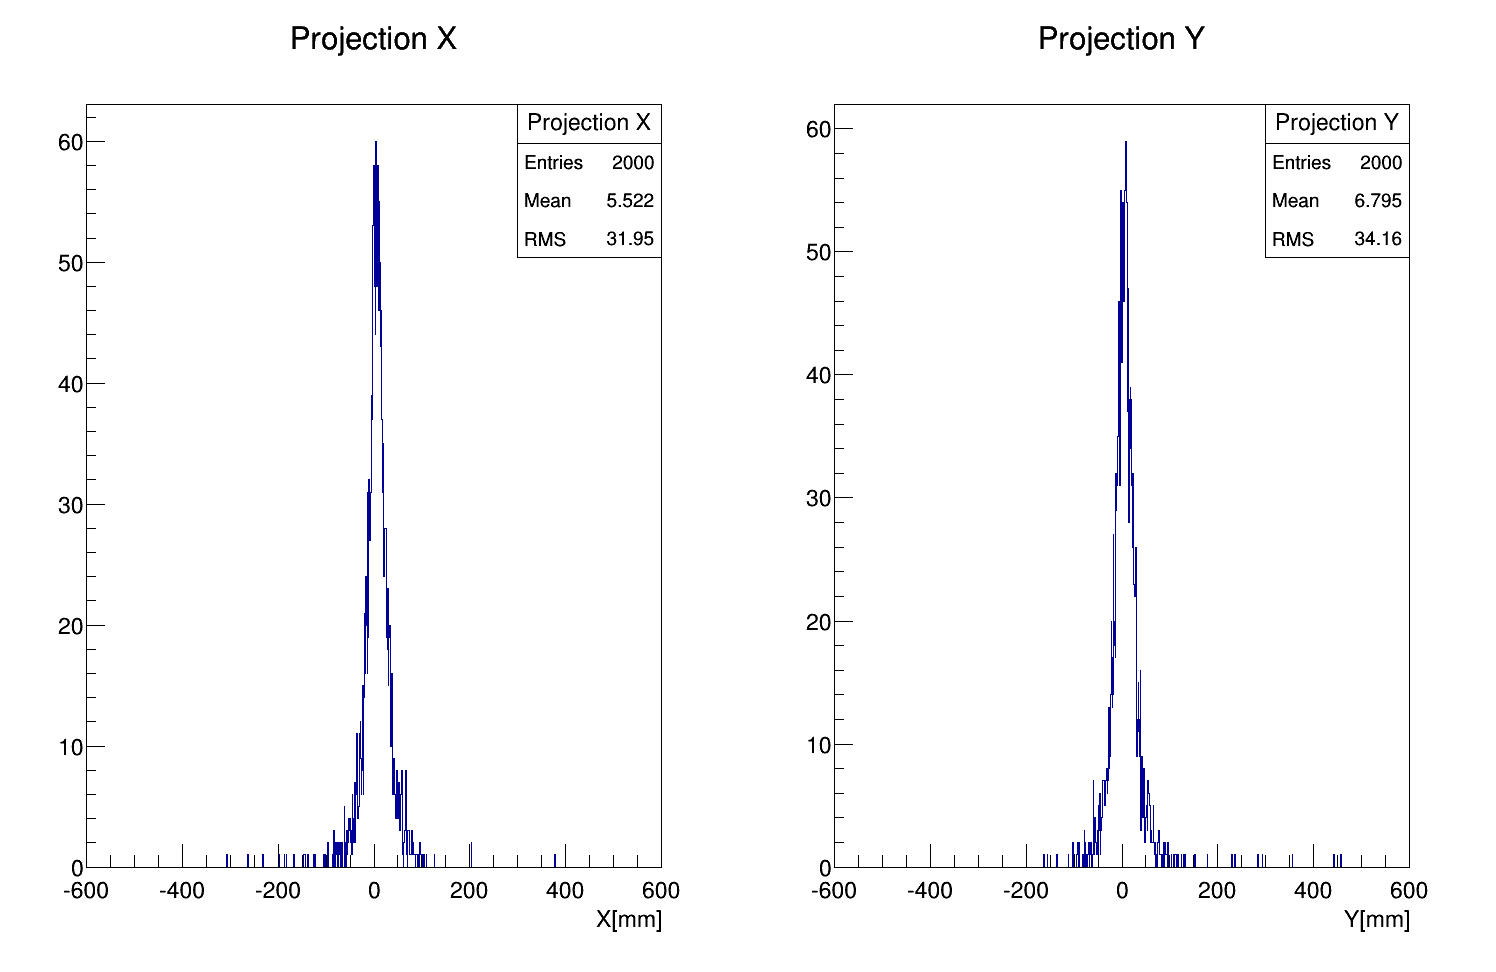 Projection X
Projection X
Entries 2000
Mean 5.522
RMS 31.95
60
50
40
30
20
10
0
-600 -400 -200 0 200 400 600
X[mm]
Projection Y
Projection Y
Entries 2000
Mean 6.795
RMS 34.16
60
50
40
30
20
10
0
-600 -400 -200 0 200 400 600
Y[mm]